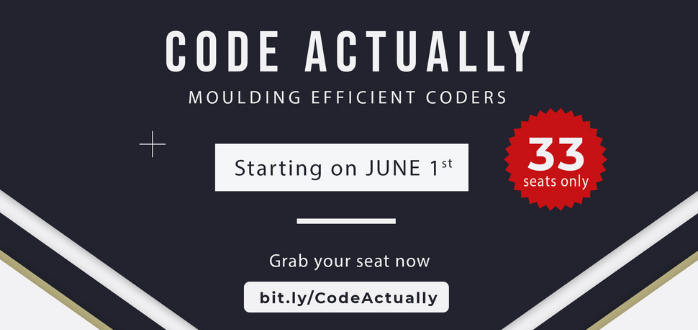 CODE ACTUALLY
MOULDING EFFICIENT CODERS
Starting on JUNE 1st
33
seats only
Grab your seat now
bit.ly/CodeActually